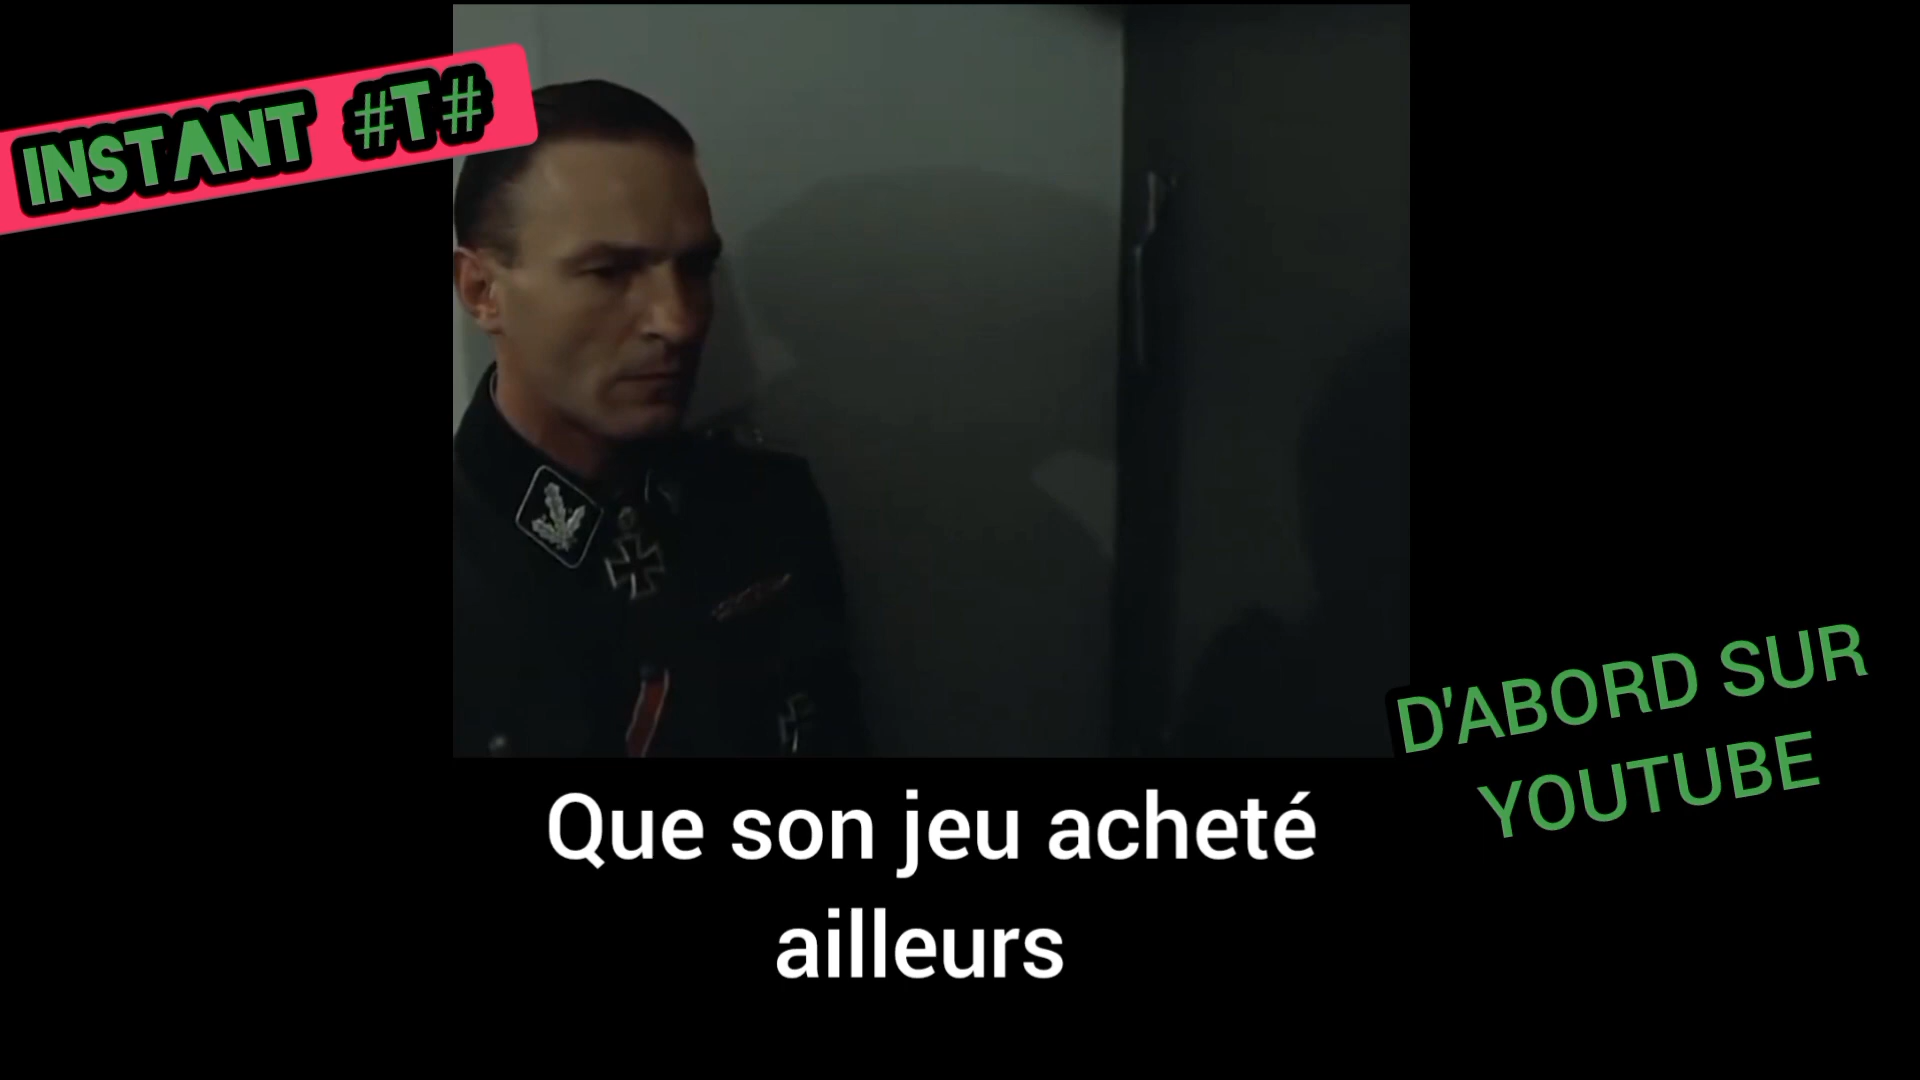 INSTANT #T#
D'ABORD SUR
YOUTUBE
Que son jeu acheté
ailleurs